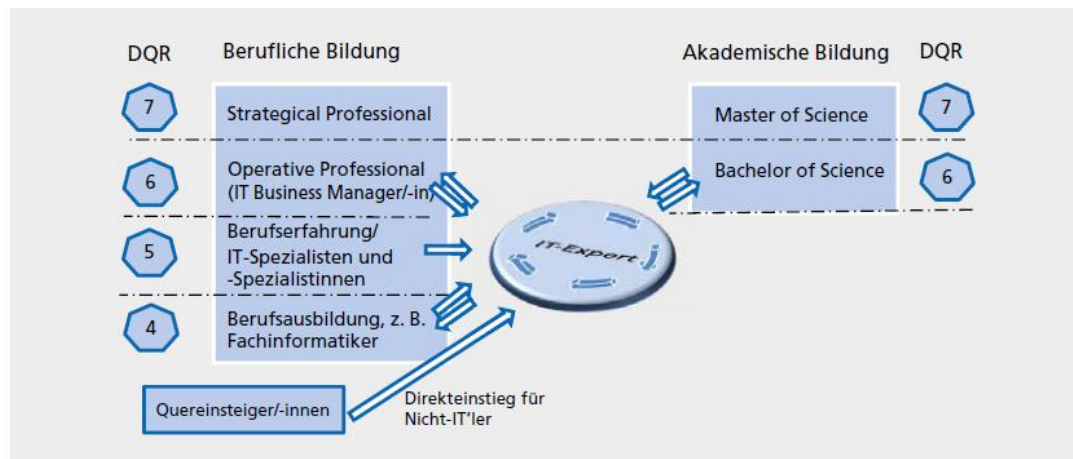 DQR
Berufliche Bildung
Akademische Bildung
DQR
7
Strategical Professional
Master of Science
7
6
Operative Professional
(IT Business Manager/-in)
Bachelor of Science
6
5
Berufserfahrung/
IT-Spezialisten und
-Spezialistinnen
IT-Export
4
Berufsausbildung, z. B.
Fachinformatiker
Quereinsteiger/-innen
Direkteinstieg für
Nicht-IT’ler